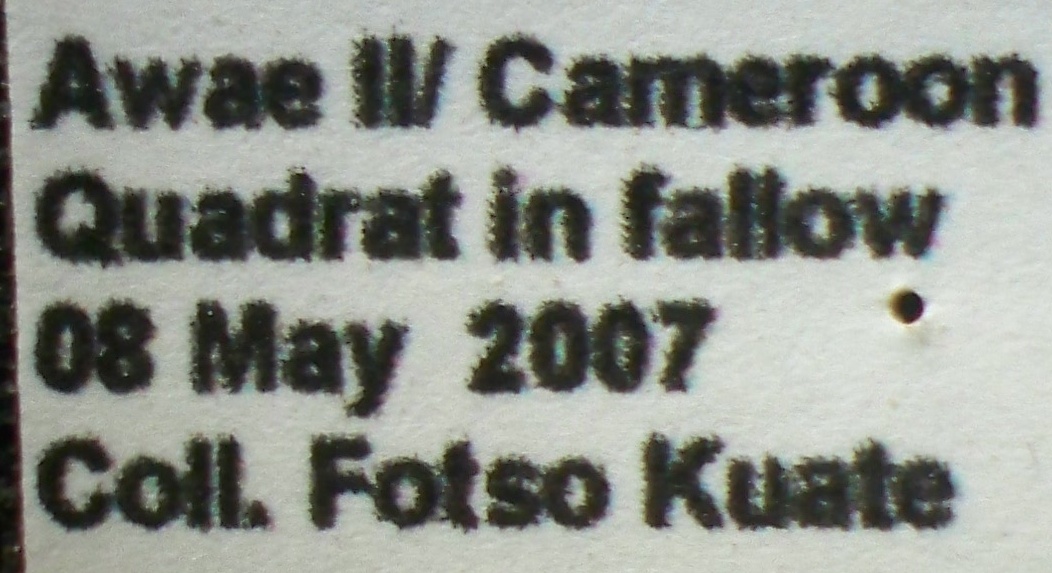 Awae II/ Cameroon
Quadrat in fallow
08 May 2007
Coll. Fotso Kuate